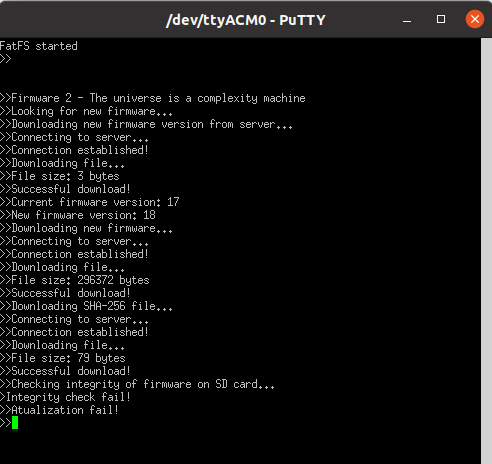 /dev/ttyACM0 - PuTTY
FatFS started
>>
>>Firmware 2 - The universe is a complexity machine
>>Looking for new firmware...
>>Downloading new firmware version from server...
>>Connecting to server...
>>Connection established!
>>Downloading file...
>>File size: 3 bytes
>>Successful download!
>>Current firmware version: 17
>>New firmware version: 18
>>Downloading new firmware...
>>Connecting to server...
>>Connection established!
>>Downloading file...
>>File size: 296372 bytes
>>Successful download!
>>Downloading SHA-256 file...
>>Connecting to server...
>>Connection established!
>>Downloading file...
>>File size: 79 bytes
>>Successful download!
>>Checking integrity of firmware on SD card...
>Integrity check fail!
>>Atualization fail!
>>